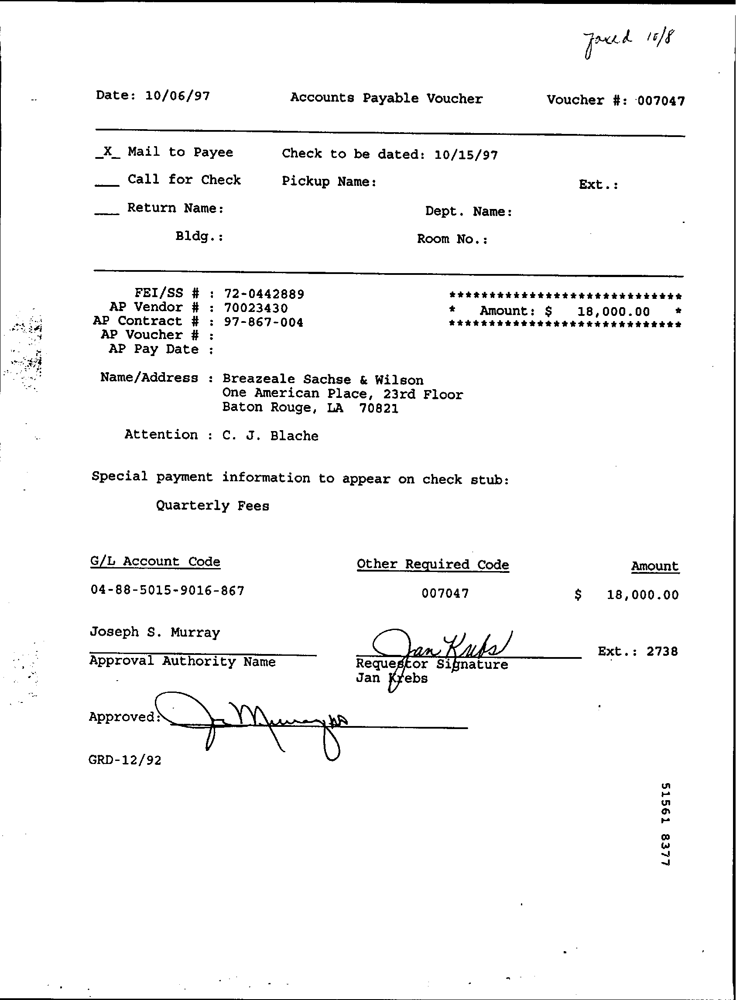 faxed 10/8
Date: 10/06/97 Accounts Payable Voucher Voucher #: 007047
_X_ Mail to Payee Check to be dated: 10/15/97
___ Call for Check Pickup Name: Ext.:
___ Return Name: Dept. Name:
Bldg.: Room No.:
FEI/SS # : 72-0442889 *****************************
AP Vendor # : 70023430 * Amount: $ 18,000.00 *
AP Contract # : 97-867-004 *****************************
AP Voucher # :
AP Pay Date :
Name/Address : Breazeale Sachse & Wilson
One American Place, 23rd Floor
Baton Rouge, LA 70821
Attention : C. J. Blache
Special payment information to appear on check stub:
Quarterly Fees
G/L Account Code Other Required Code Amount
04-88-5015-9016-867 007047 $ 18,000.00
Joseph S. Murray Jan Krebs Ext.: 2738
Approval Authority Name Requestor Signature
Jan Krebs
Approved: Joe Murray
GRD-12/92
51561 8377